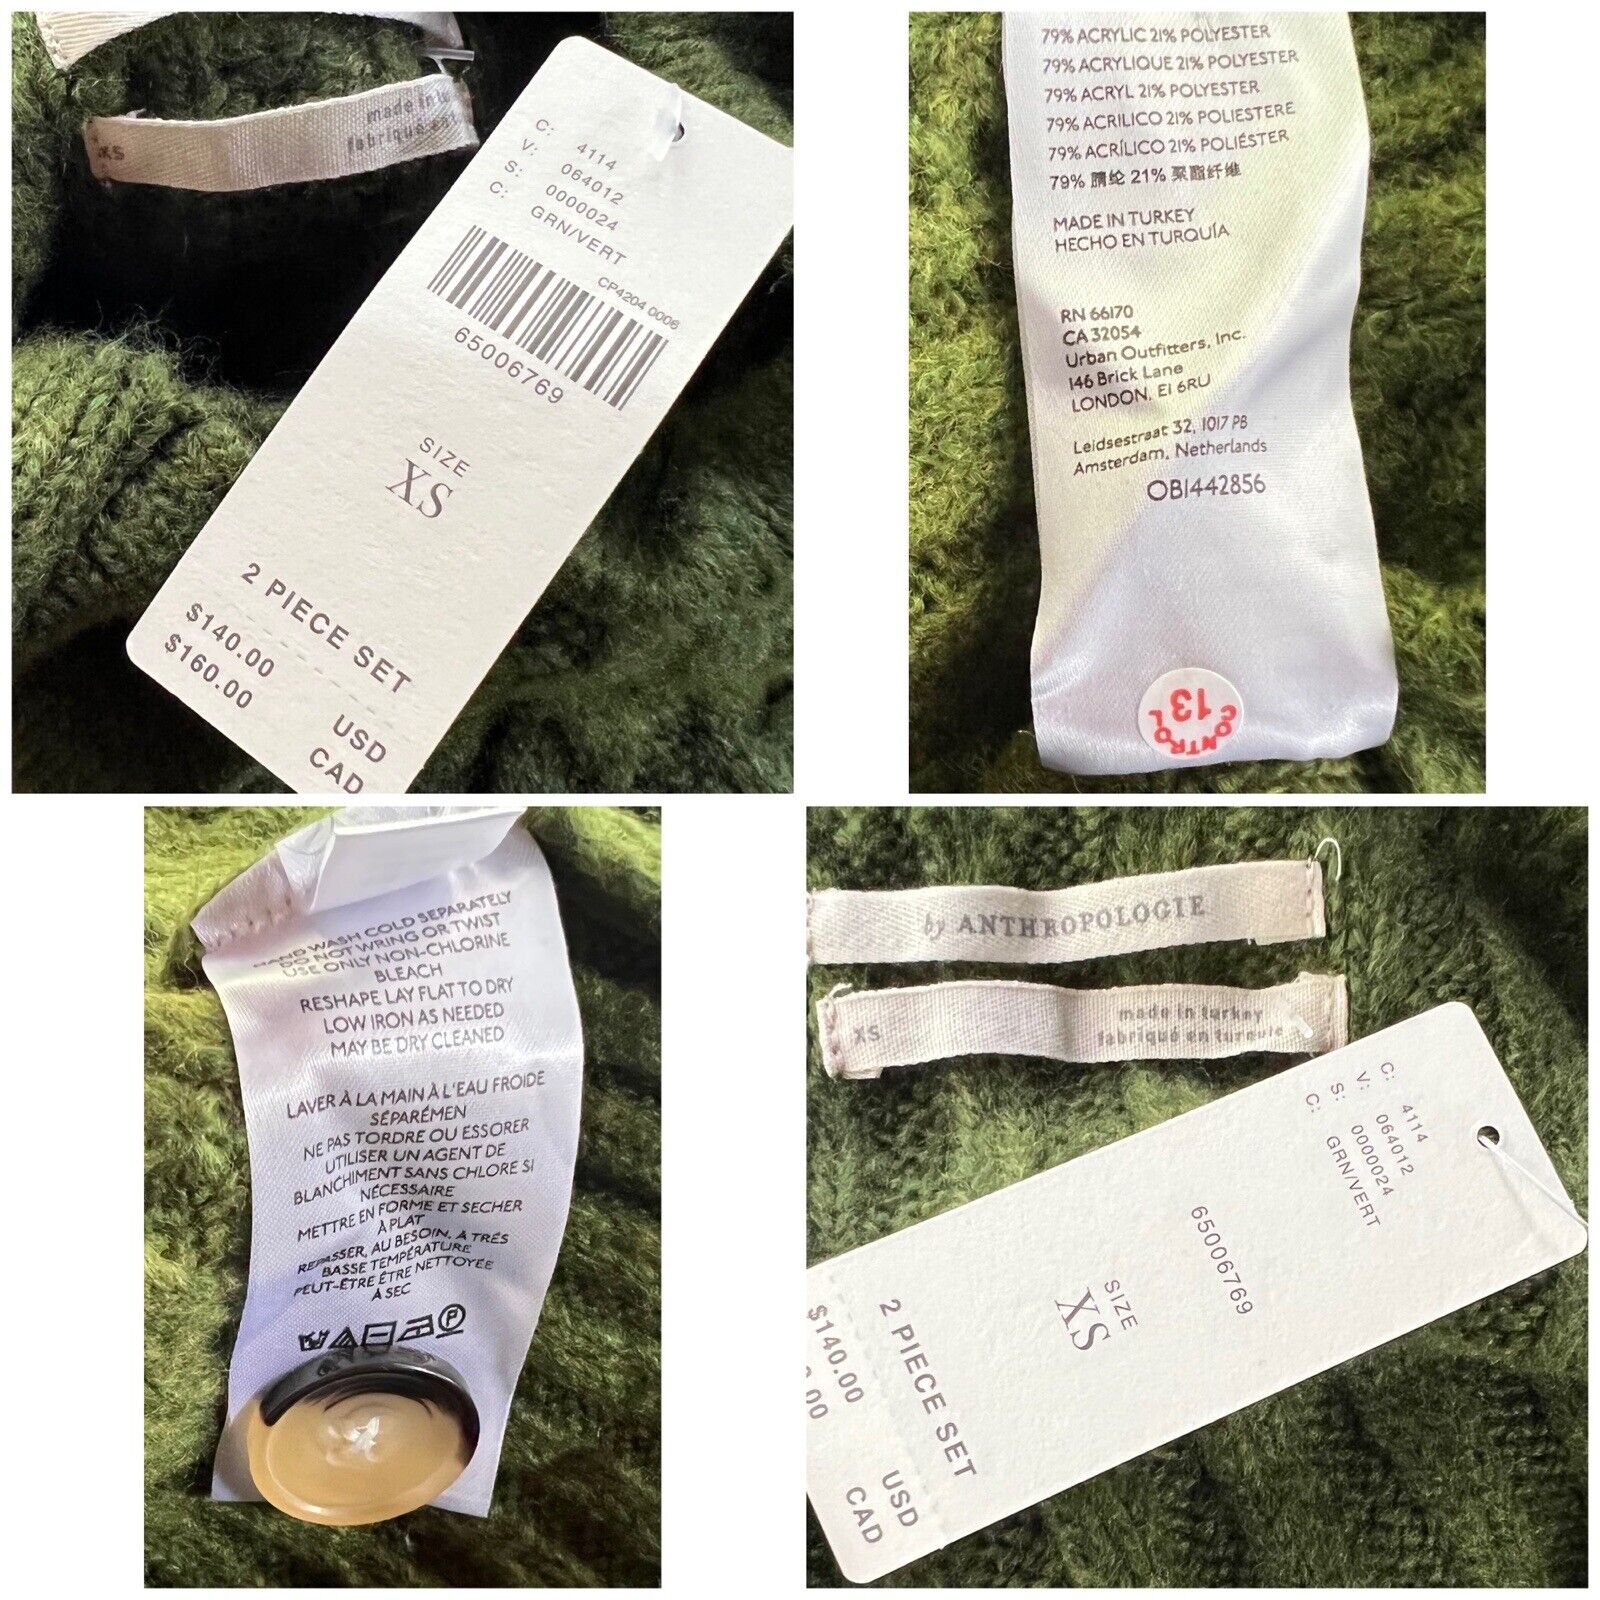 made in
fabriqué en
XS
C: 4114
V: 064012
S: 0000024
C: GRN/VERT
CP4204 0006
65006769
SIZE
XS
2 PIECE SET
$140.00 USD
$160.00 CAD
79% ACRYLIC 21% POLYESTER
79% ACRYLIQUE 21% POLYESTER
79% ACRYL 21% POLYESTER
79% ACRILICO 21% POLIESTERE
79% ACRÍLICO 21% POLIÉSTER
79% 腈纶 21% 聚酯纤维
MADE IN TURKEY
HECHO EN TURQUÍA
RN 66170
CA 32054
Urban Outfitters, Inc.
146 Brick Lane
LONDON, E1 6RU
Leidsestraat 32, 1017 PB
Amsterdam, Netherlands
OB1442856
CONTROL
13
HAND WASH COLD SEPARATELY
DO NOT WRING OR TWIST
USE ONLY NON-CHLORINE
BLEACH
RESHAPE LAY FLAT TO DRY
LOW IRON AS NEEDED
MAY BE DRY CLEANED
LAVER À LA MAIN À L'EAU FROIDE
SÉPARÉMEN
NE PAS TORDRE OU ESSORER
UTILISER UN AGENT DE
BLANCHIMENT SANS CHLORE SI
NÉCESSAIRE
METTRE EN FORME ET SECHER
À PLAT
REPASSER, AU BESOIN, À TRÉS
BASSE TEMPÉRATURE
PEUT-ÊTRE ÊTRE NETTOYÉE
À SEC
P
by ANTHROPOLOGIE
XS
made in turkey
fabriqué en turquie
C: 4114
V: 064012
S: 0000024
C: GRN/VERT
65006769
SIZE
XS
2 PIECE SET
$140.00 USD
0.00 CAD